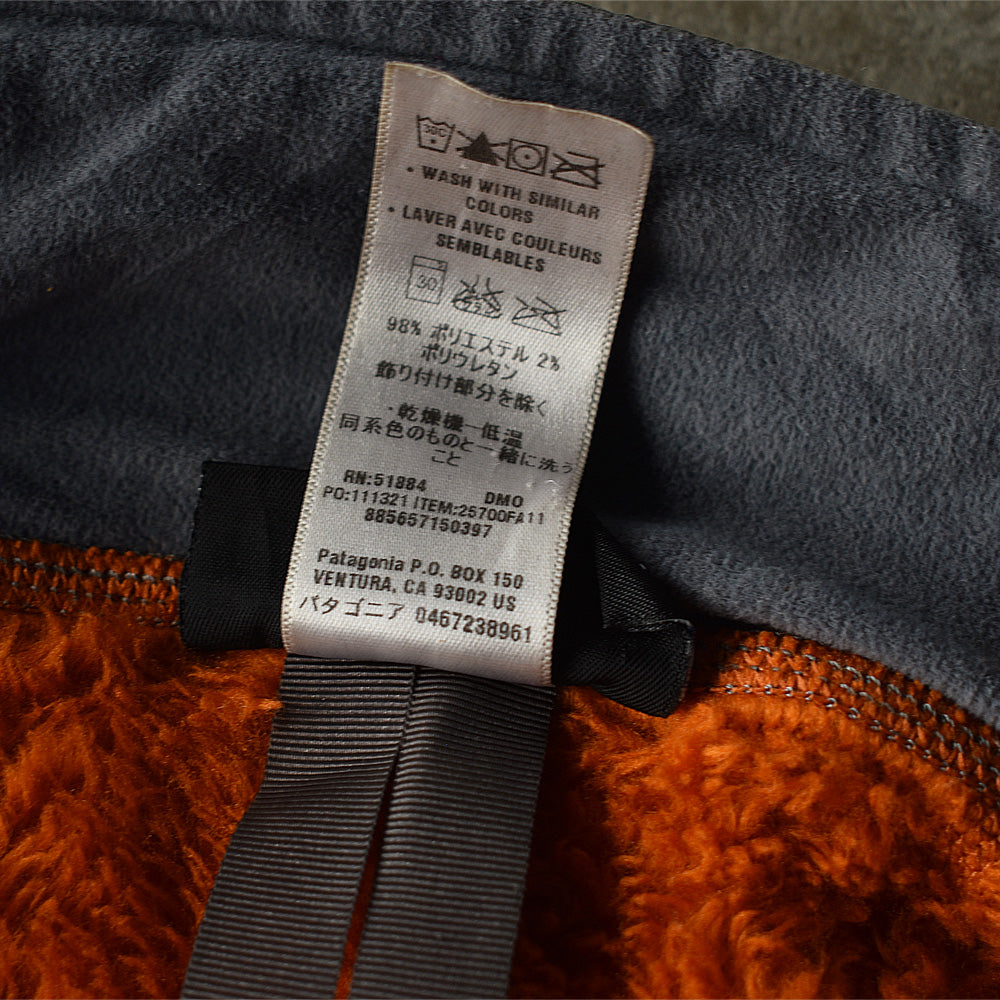 30C
• WASH WITH SIMILAR
COLORS
• LAVER AVEC COULEURS
SEMBLABLES
30
98% ポリエステル 2%
ポリウレタン
飾り付け部分を除く
・乾燥機一低温
同系色のものと一緒に洗う
こと
RN:51884 DMO
PO:111321 ITEM:25700FA11
885657150397
Patagonia P.O. BOX 150
VENTURA, CA 93002 US
パタゴニア 0467238961